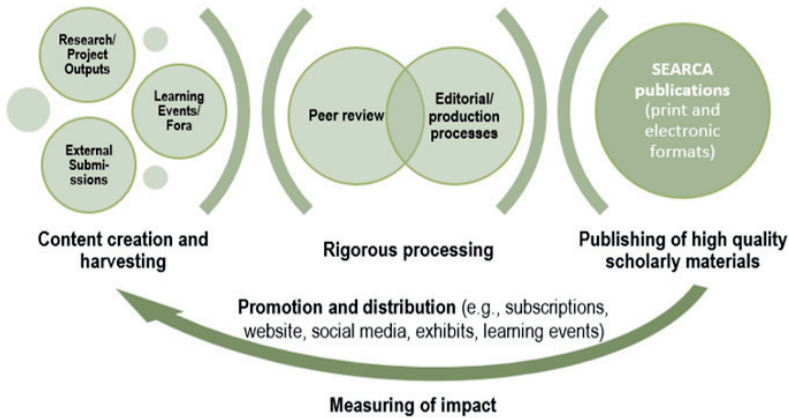 Research/
Project
Outputs
Learning
Events/
Fora
External
Submi-
ssions
Peer review
Editorial/
production
processes
SEARCA
publications
(print and
electronic
formats)
Content creation and
harvesting
Rigorous processing
Publishing of high quality
scholarly materials
Promotion and distribution (e.g., subscriptions,
website, social media, exhibits, learning events)
Measuring of impact